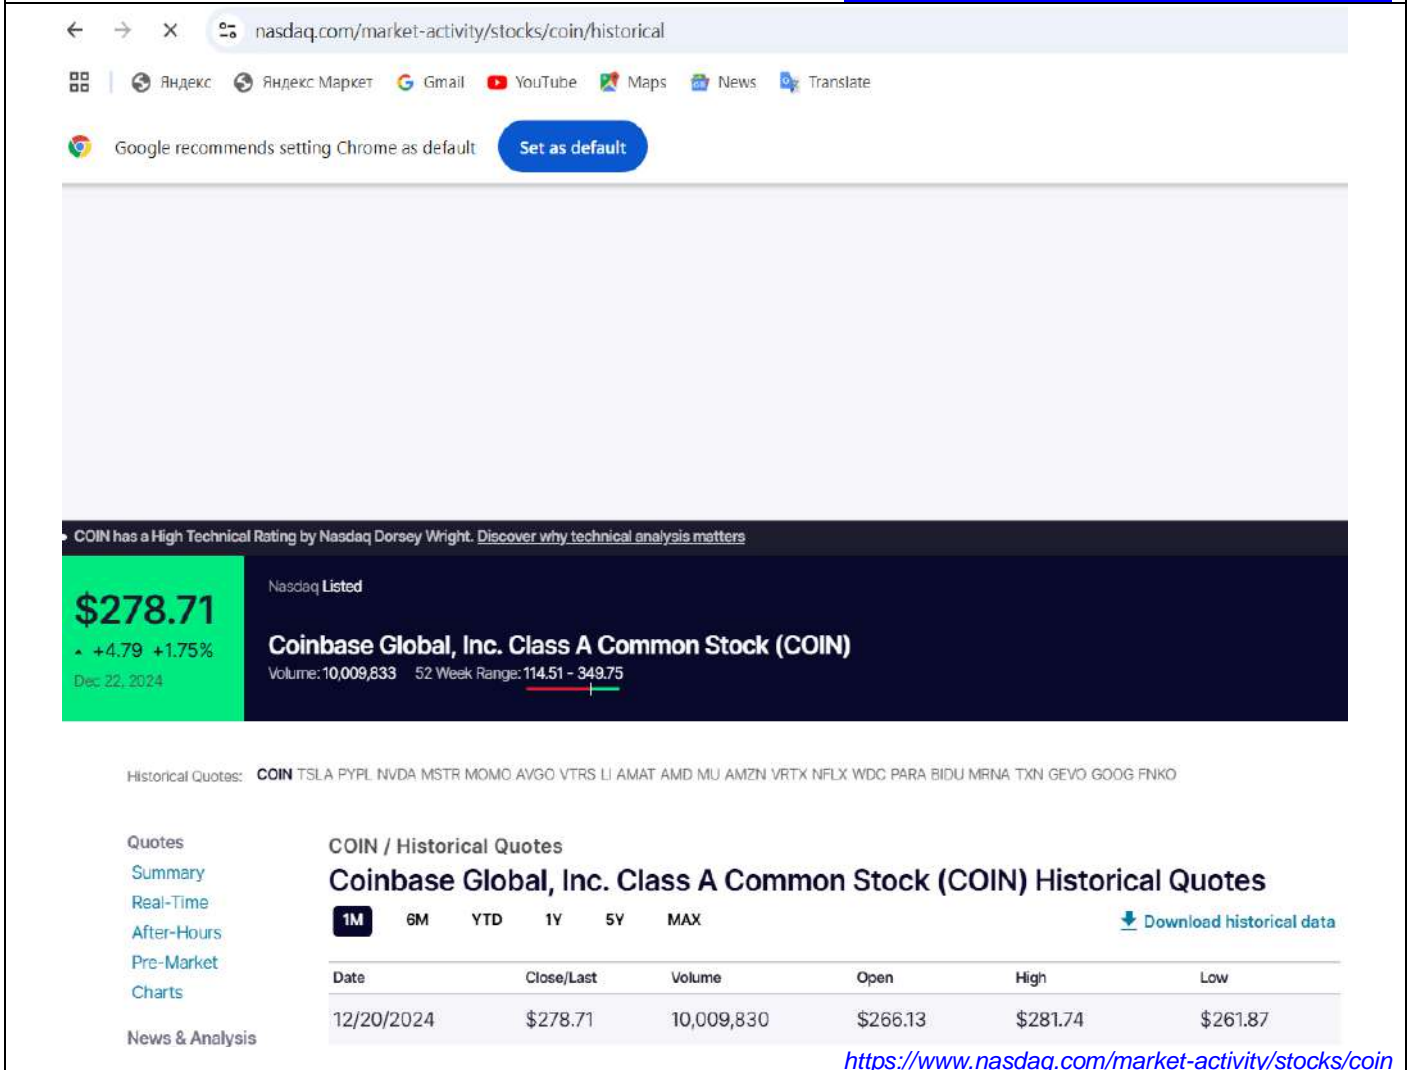 nasdaq.com/market-activity/stocks/coin/historical
Яндекс Яндекс Маркет Gmail YouTube Maps News Translate
Google recommends setting Chrome as default Set as default
COIN has a High Technical Rating by Nasdaq Dorsey Wright. Discover why technical analysis matters
Nasdaq Listed
$278.71
Coinbase Global, Inc. Class A Common Stock (COIN)
+4.79 +1.75%
Volume: 10,009,833 52 Week Range: 114.51 - 349.75
Dec 22, 2024
Historical Quotes: COIN TSLA PYPL NVDA MSTR MOMO AVGO VTRS LI AMAT AMD MU AMZN VRTX NFLX WDC PARA BIDU MRNA TXN GEVO GOOG FNKO
Quotes
Summary
Real-Time
After-Hours
Pre-Market
Charts
News & Analysis
COIN / Historical Quotes
Coinbase Global, Inc. Class A Common Stock (COIN) Historical Quotes
1M 6M YTD 1Y 5Y MAX Download historical data
Date Close/Last Volume Open High Low
12/20/2024 $278.71 10,009,830 $266.13 $281.74 $261.87
https://www.nasdaq.com/market-activity/stocks/coin